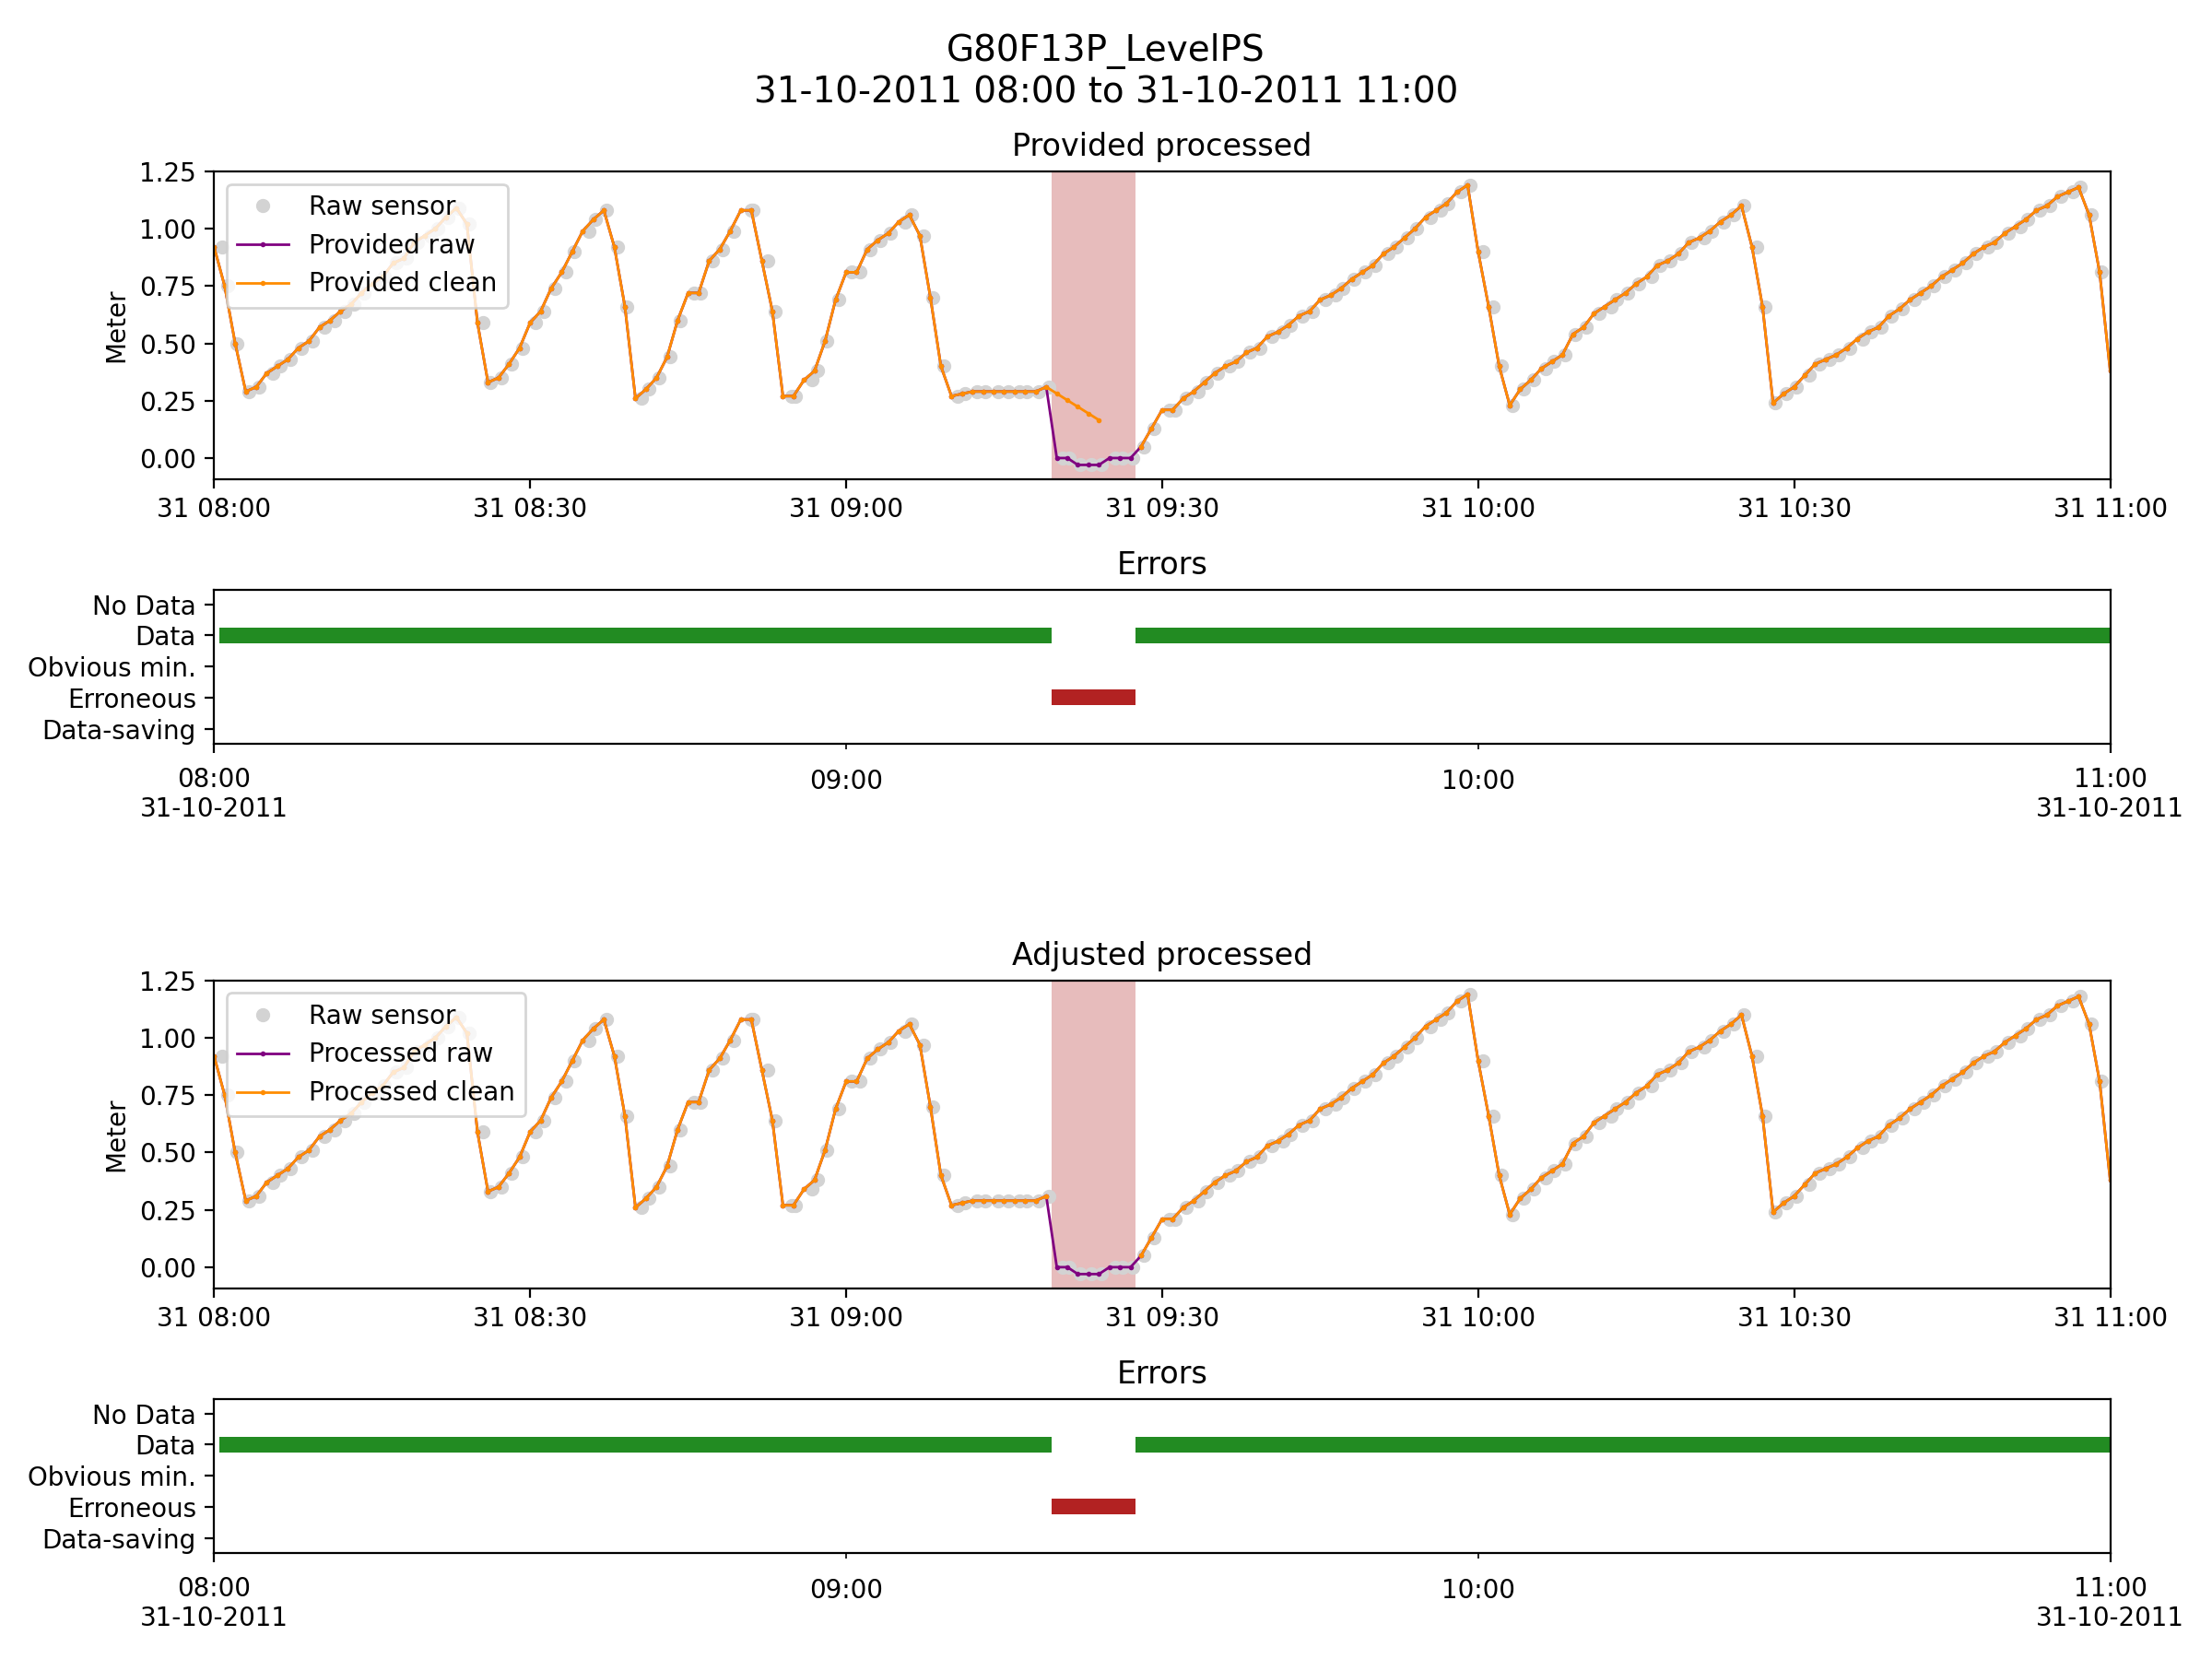 G80F13P_LevelPS
31-10-2011 08:00 to 31-10-2011 11:00
Provided processed
1.25
1.00
0.75
0.50
0.25
0.00
Meter
Raw sensor
Provided raw
Provided clean
31 08:00
31 08:30
31 09:00
31 09:30
31 10:00
31 10:30
31 11:00
Errors
No Data
Data
Obvious min.
Erroneous
Data-saving
08:00
31-10-2011
09:00
10:00
11:00
31-10-2011
Adjusted processed
1.25
1.00
0.75
0.50
0.25
0.00
Meter
Raw sensor
Processed raw
Processed clean
31 08:00
31 08:30
31 09:00
31 09:30
31 10:00
31 10:30
31 11:00
Errors
No Data
Data
Obvious min.
Erroneous
Data-saving
08:00
31-10-2011
09:00
10:00
11:00
31-10-2011